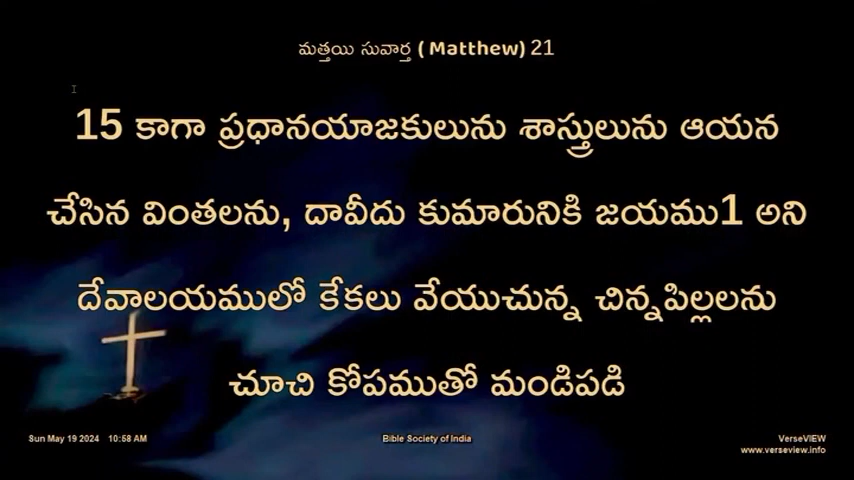 మత్తయి సువార్త ( Matthew) 21
15 కాగా ప్రధానయాజకులును శాస్త్రులును ఆయన
చేసిన వింతలను, దావీదు కుమారునికి జయము1 అని
దేవాలయములో కేకలు వేయుచున్న చిన్నపిల్లలను
చూచి కోపముతో మండిపడి
Sun May 19 2024 10:58 AM
Bible Society of India
VerseVIEW
www.verseview.info